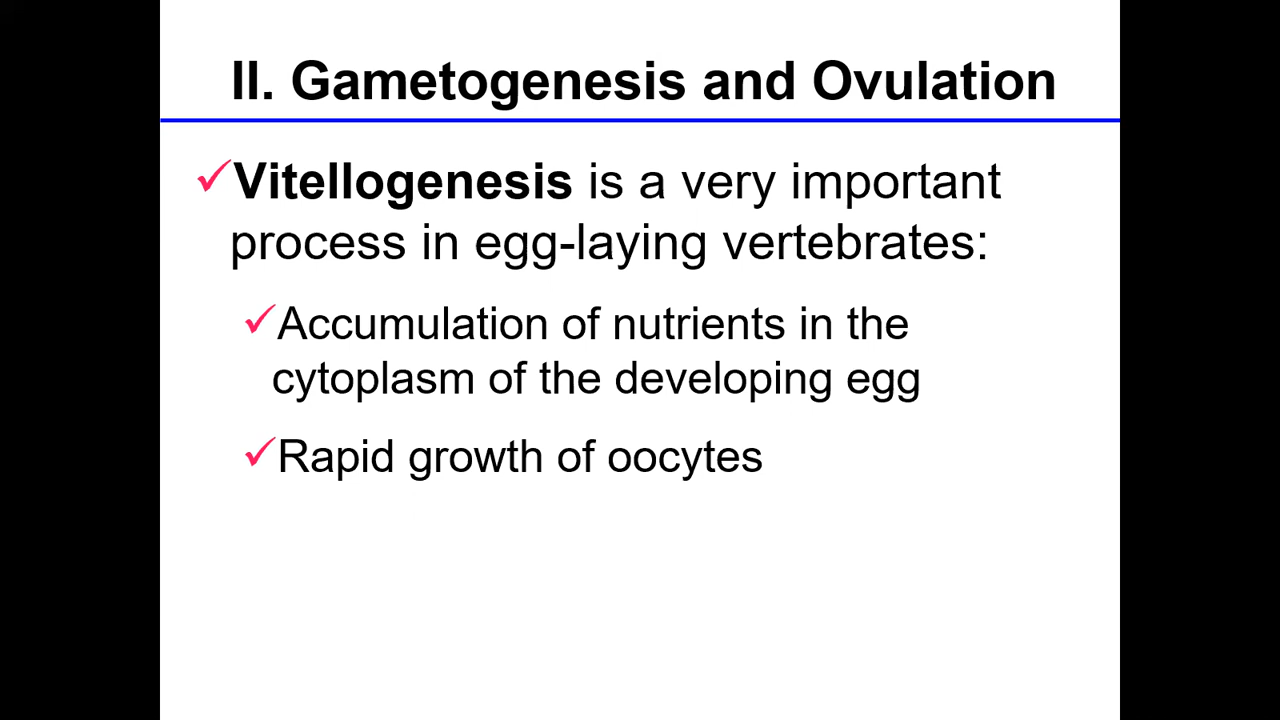 II. Gametogenesis and Ovulation
✓Vitellogenesis is a very important
process in egg-laying vertebrates:
✓Accumulation of nutrients in the
cytoplasm of the developing egg
✓Rapid growth of oocytes